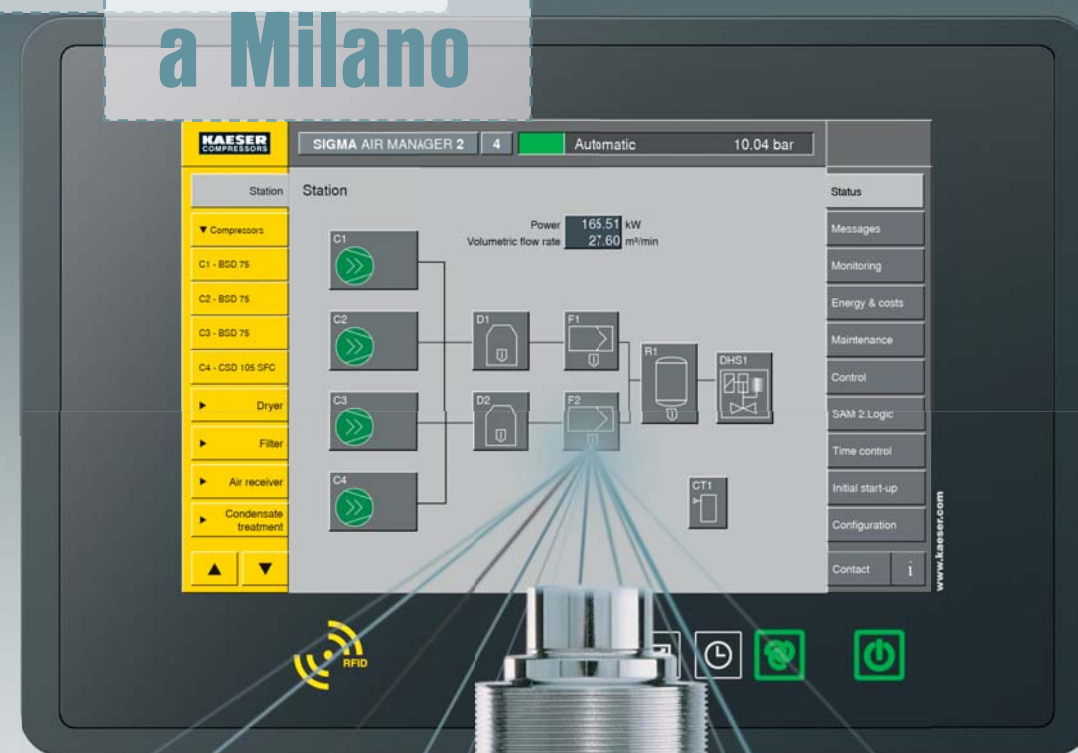 a Milano
KAESER
COMPRESSORS
SIGMA AIR MANAGER 2
4
Automatic
10.04 bar
Station
▼ Compressors
C1 - BSD 75
C2 - BSD 75
C3 - BSD 75
C4 - CSD 105 SFC
Dryer
Filter
Air receiver
Condensate
treatment
Station
Power 165.51 kW
Volumetric flow rate 27.60 m³/min
C1
C2
C3
C4
D1
D2
F1
F2
R1
DHS1
CT1
Status
Messages
Monitoring
Energy & costs
Maintenance
Control
SAM 2.Logic
Time control
Initial start-up
Configuration
Contact
i
www.kaeser.com
RFID